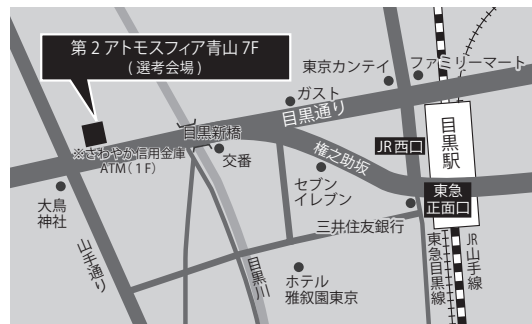 第２アトモスフィア青山 7F
(選考会場)
東京カンテイ
ファミリーマート
ガスト
目黒通り
目黒新橋
※さわやか信用金庫
ATM（1F）
交番
権之助坂
JR西口
目黒駅
セブン
イレブン
東急
正面口
大鳥
神社
三井住友銀行
山手通り
目黒川
ホテル
雅叙園東京
東急目黒線
JR山手線